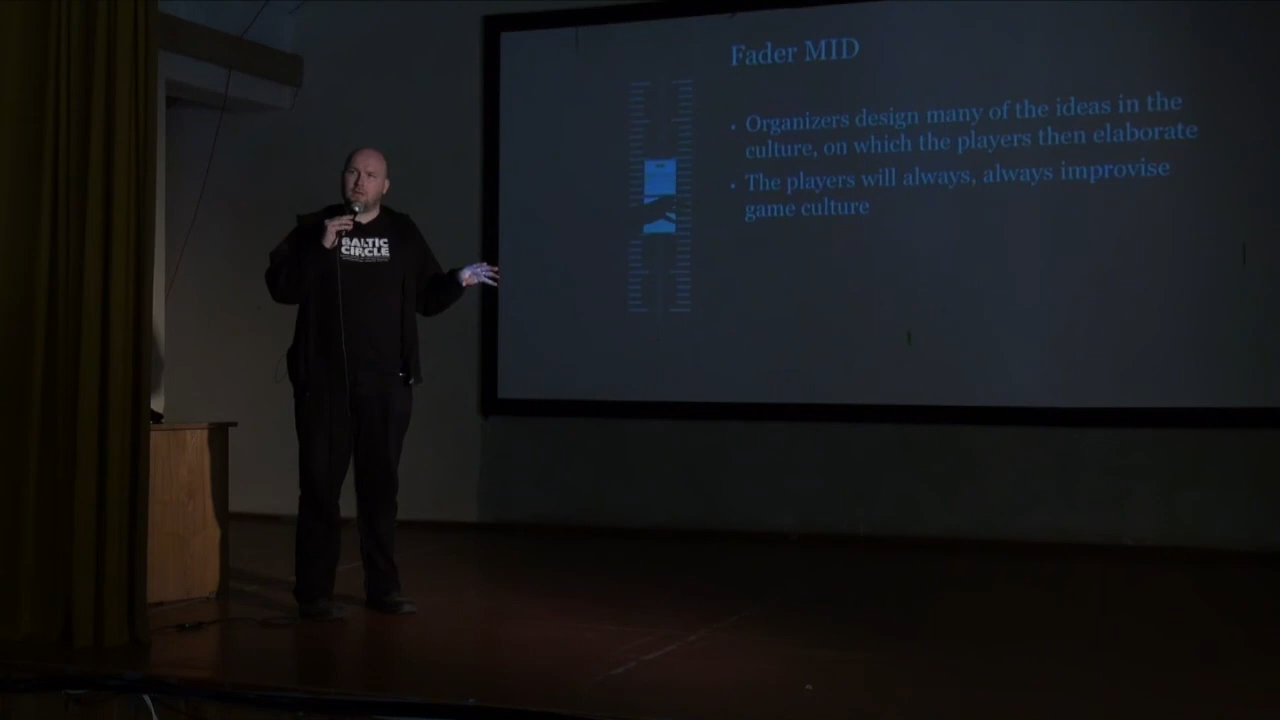 BALTIC
CIRCLE
Fader MID
• Organizers design many of the ideas in the
culture, on which the players then elaborate
• The players will always, always improvise
game culture